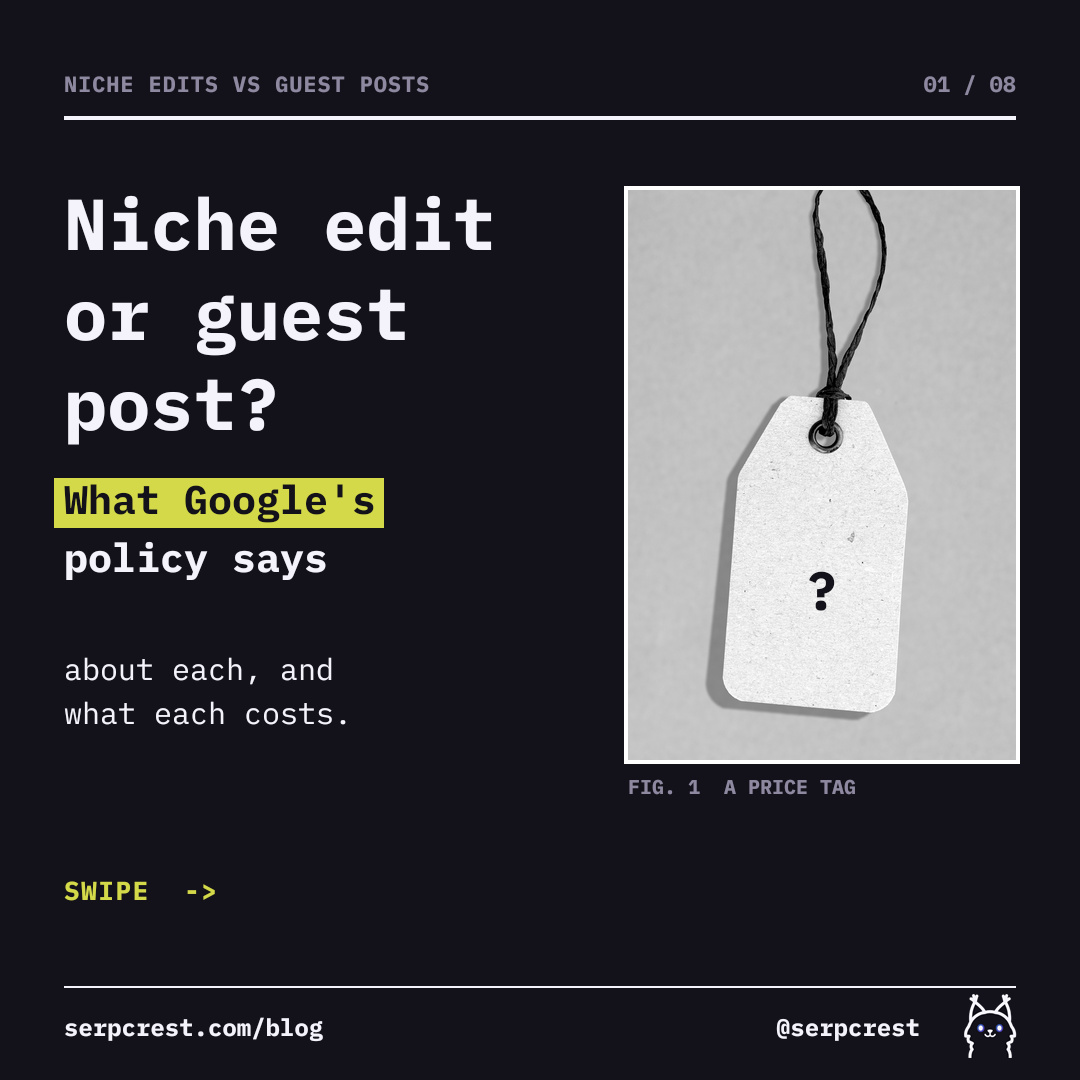 NICHE EDITS VS GUEST POSTS
01 / 08
Niche edit
or guest
post?
What Google's
policy says
about each, and
what each costs.
?
FIG. 1 A PRICE TAG
SWIPE ->
serpcrest.com/blog
@serpcrest